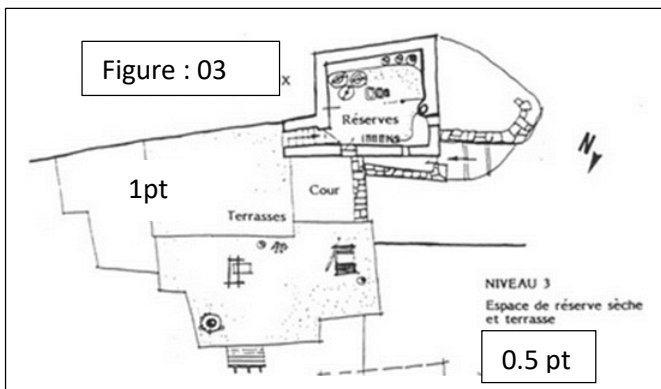 Figure : 03
x
Réserves
N
1pt
Cour
Terrasses
NIVEAU 3
Espace de réserve sèche
et terrasse
0.5 pt